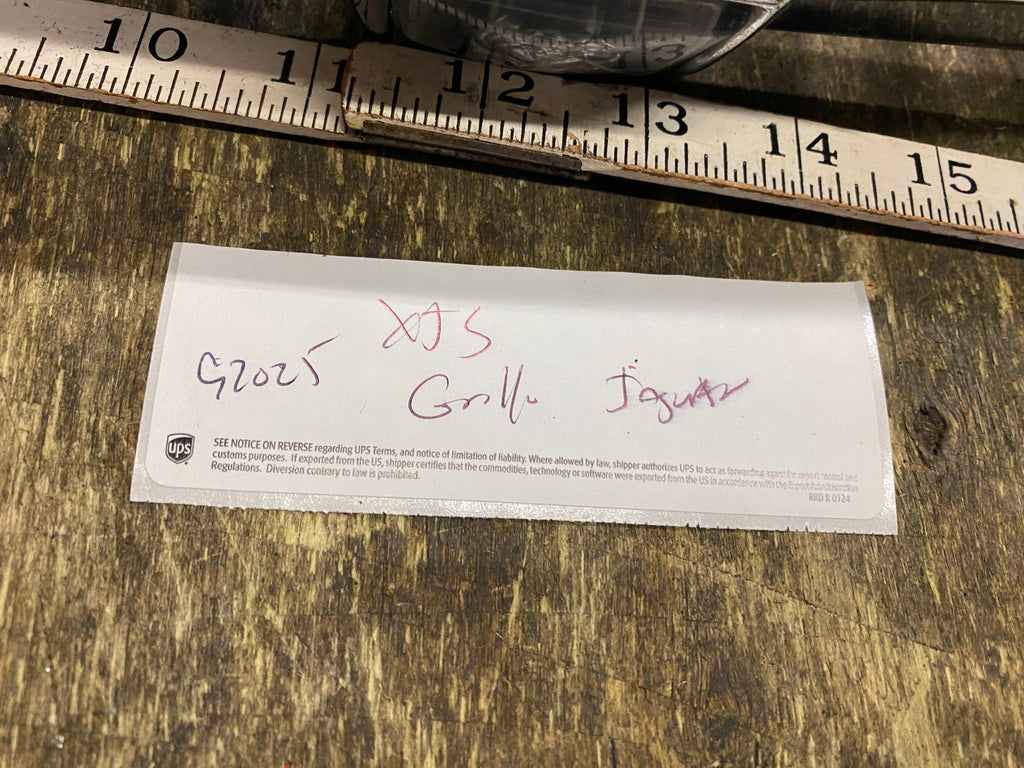 10 11 12 13 14 15
XJS
G2025 Grille Jaguar
ups
SEE NOTICE ON REVERSE regarding UPS Terms, and notice of limitation of liability. Where allowed by law, shipper authorizes UPS to act as forwarding agent for export control and
customs purposes. If exported from the US, shipper certifies that the commodities, technology or software were exported from the US in accordance with the Export Administration
Regulations. Diversion contrary to law is prohibited.
RRD R 0124